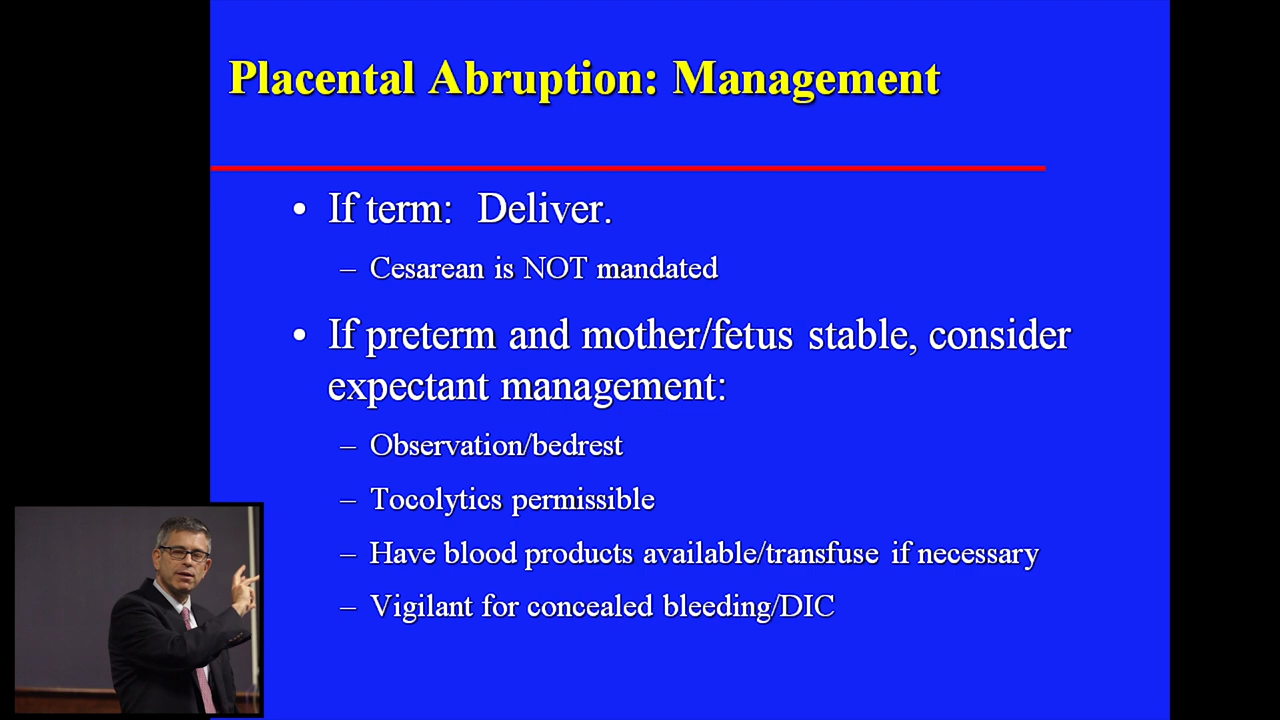 Placental Abruption: Management
• If term: Deliver.
– Cesarean is NOT mandated
• If preterm and mother/fetus stable, consider
expectant management:
– Observation/bedrest
– Tocolytics permissible
– Have blood products available/transfuse if necessary
– Vigilant for concealed bleeding/DIC